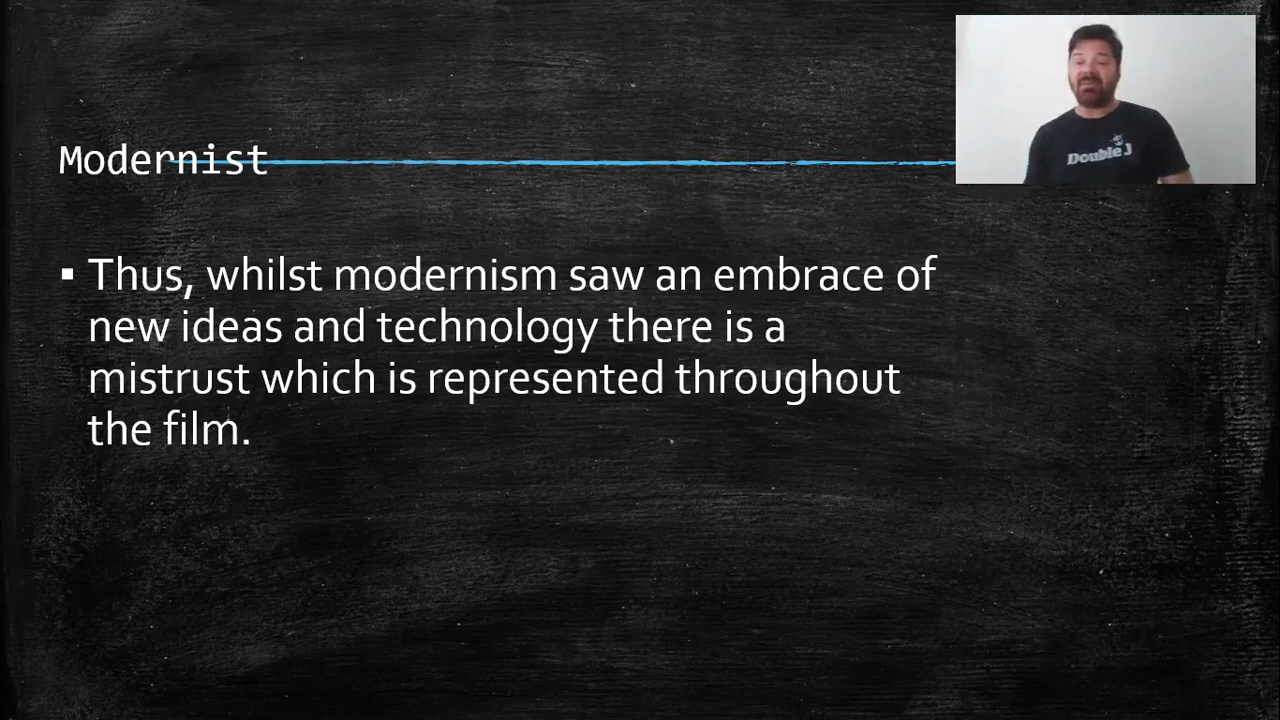 Modernist
Double J
▪ Thus, whilst modernism saw an embrace of
new ideas and technology there is a
mistrust which is represented throughout
the film.